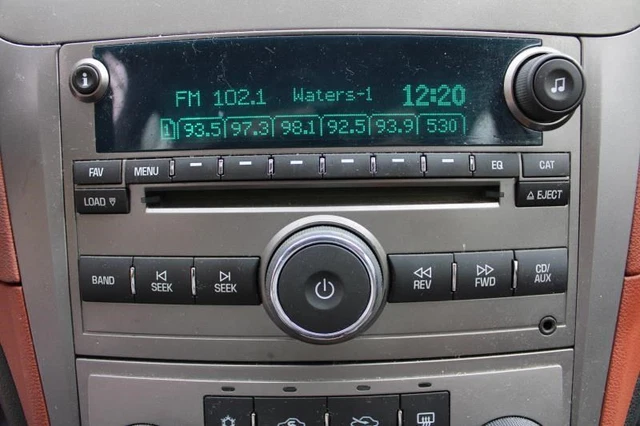 FM 102.1 Waters-1 12:20
1 93.5 97.3 98.1 92.5 93.9 530
FAV MENU EQ CAT
LOAD EJECT
BAND SEEK SEEK REV FWD CD/AUX